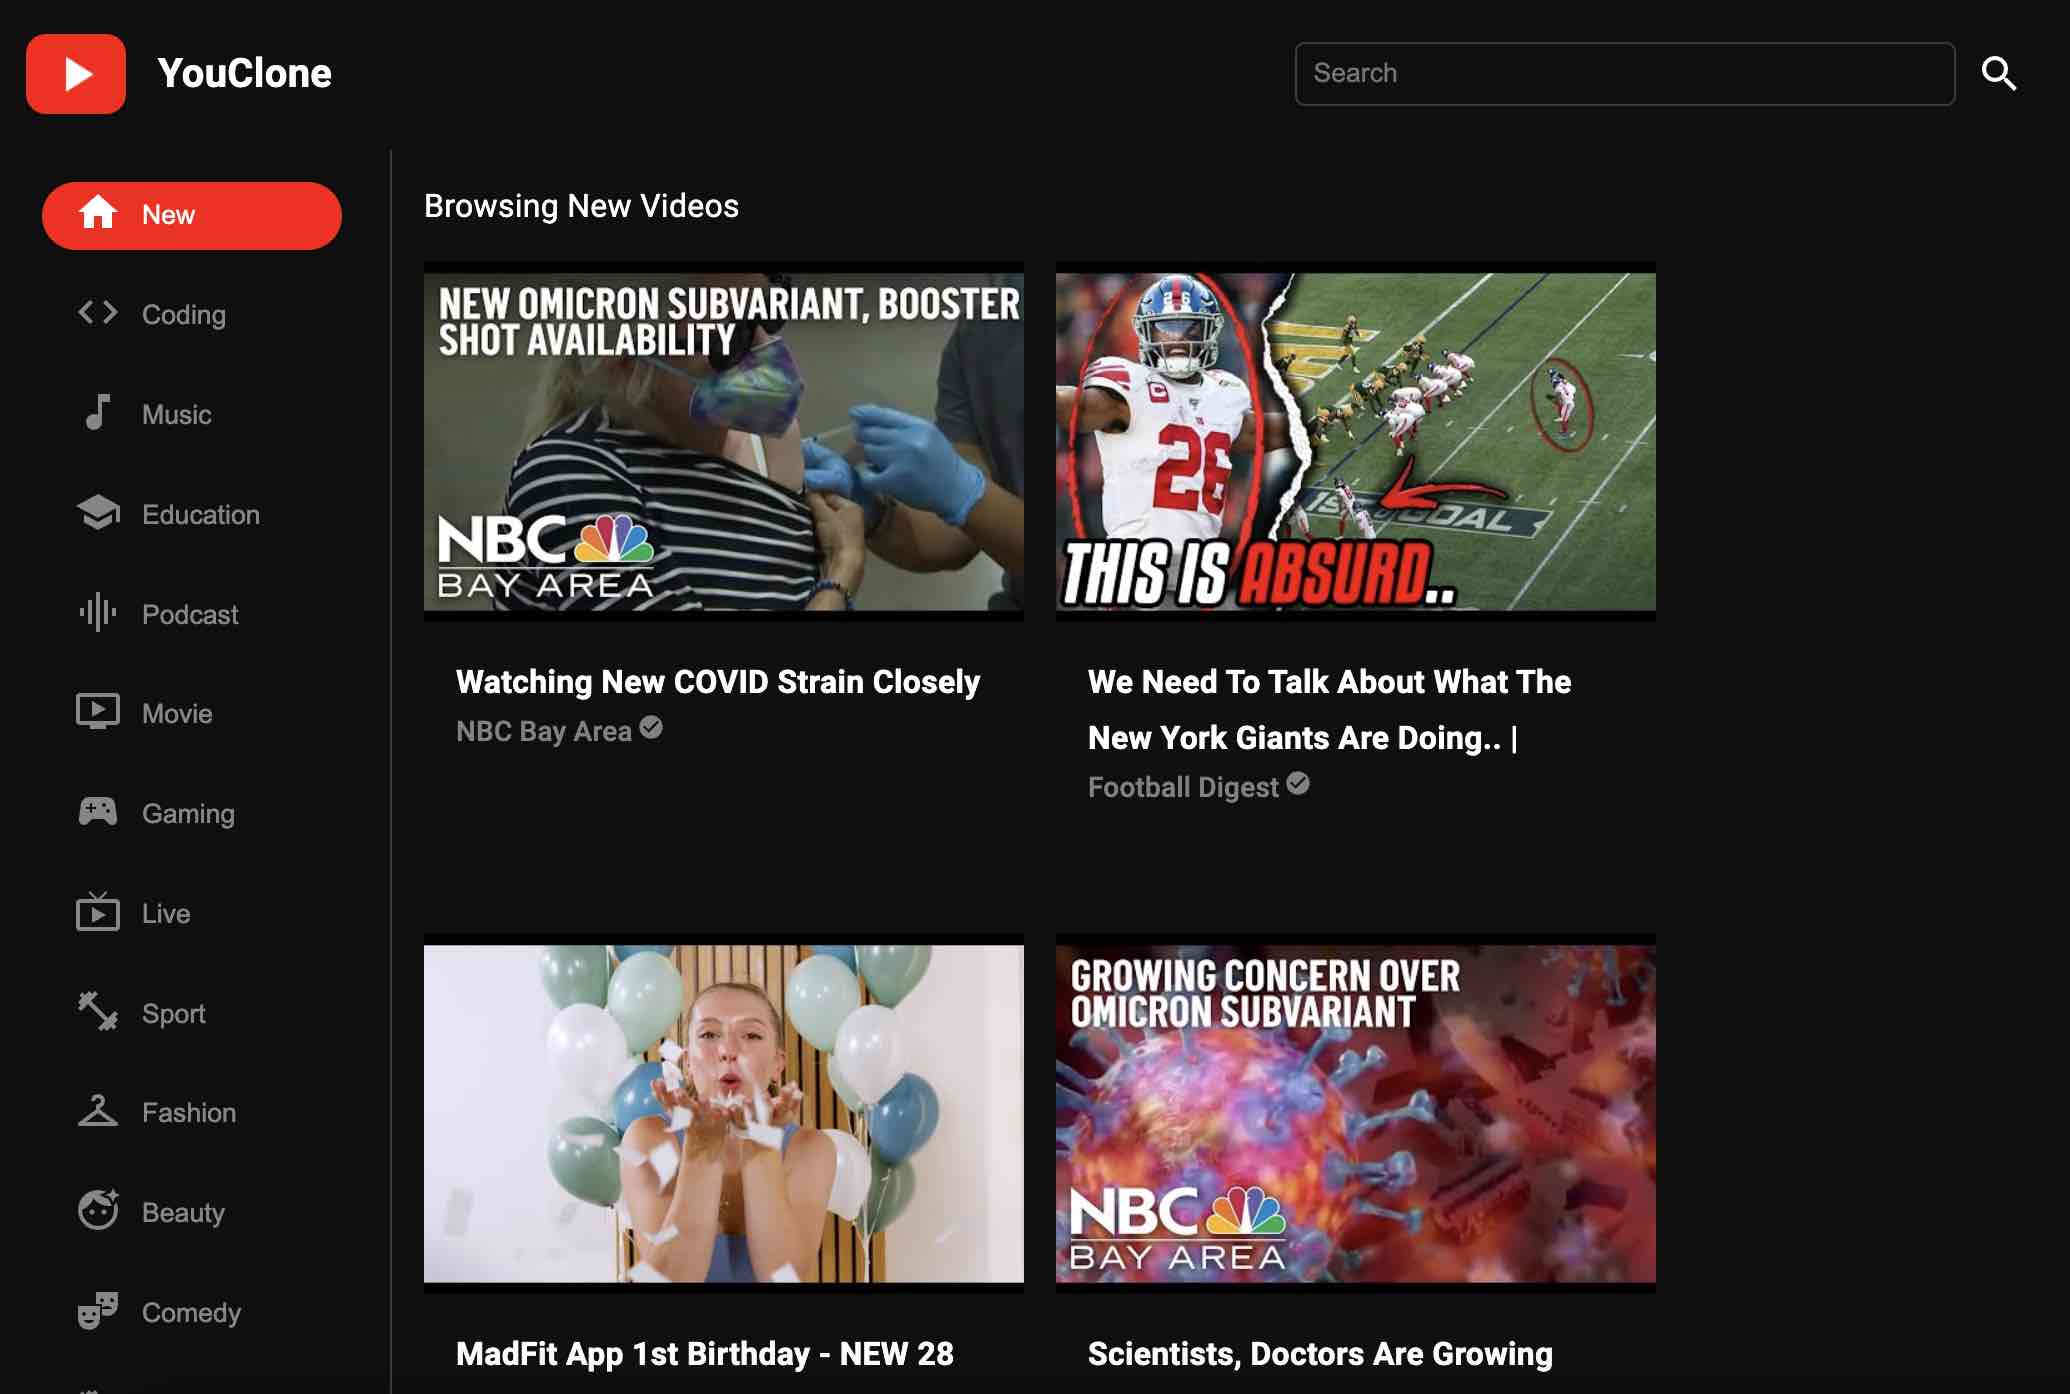 YouClone
Search
New
Coding
Music
Education
Podcast
Movie
Gaming
Live
Sport
Fashion
Beauty
Comedy
Browsing New Videos
NEW OMICRON SUBVARIANT, BOOSTER
SHOT AVAILABILITY
NBC
BAY AREA
Watching New COVID Strain Closely
NBC Bay Area
26
26
1ST & GOAL
THIS IS ABSURD..
We Need To Talk About What The
New York Giants Are Doing.. |
Football Digest
MadFit App 1st Birthday - NEW 28
GROWING CONCERN OVER
OMICRON SUBVARIANT
NBC
BAY AREA
Scientists, Doctors Are Growing